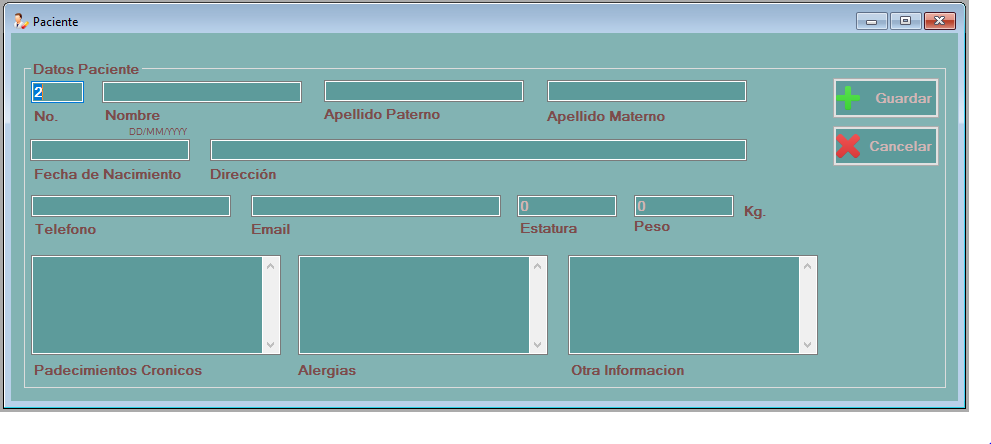 Paciente
Datos Paciente
2
No.
Nombre
Apellido Paterno
Apellido Materno
Guardar
DD/MM/YYYY
Cancelar
Fecha de Nacimiento
Dirección
0
0
Kg.
Telefono
Email
Estatura
Peso
Padecimientos Cronicos
Alergias
Otra Informacion
.